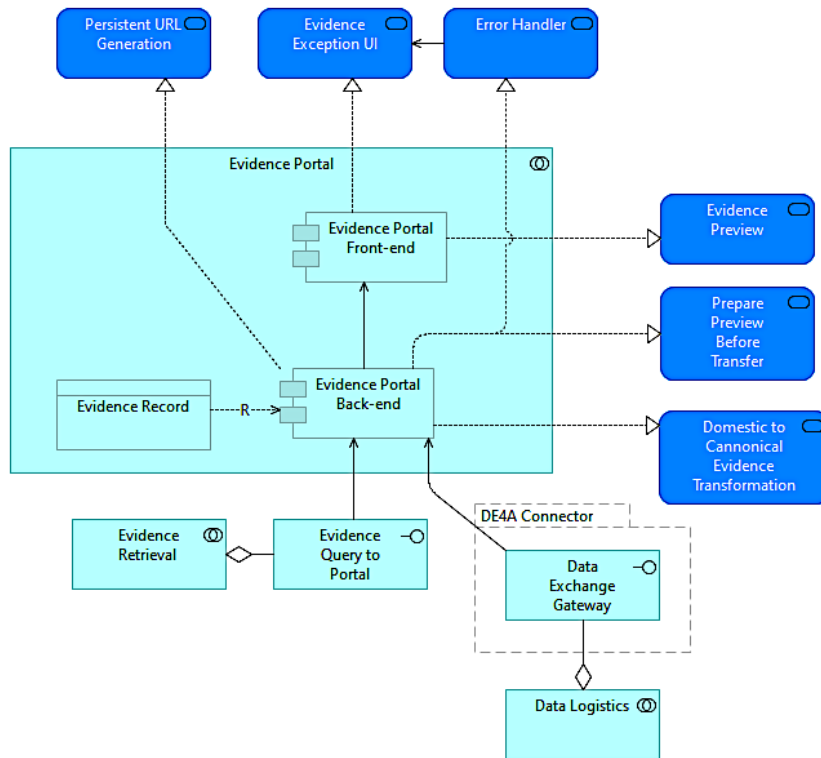 Persistent URL
Generation
Evidence
Exception UI
Error Handler
Evidence Portal
Evidence Portal
Front-end
Evidence
Preview
Prepare
Preview
Before
Transfer
Evidence Portal
Back-end
Evidence Record
R
Domestic to
Cannonical
Evidence
Transformation
DE4A Connector
Evidence
Retrieval
Evidence
Query to
Portal
Data
Exchange
Gateway
Data Logistics